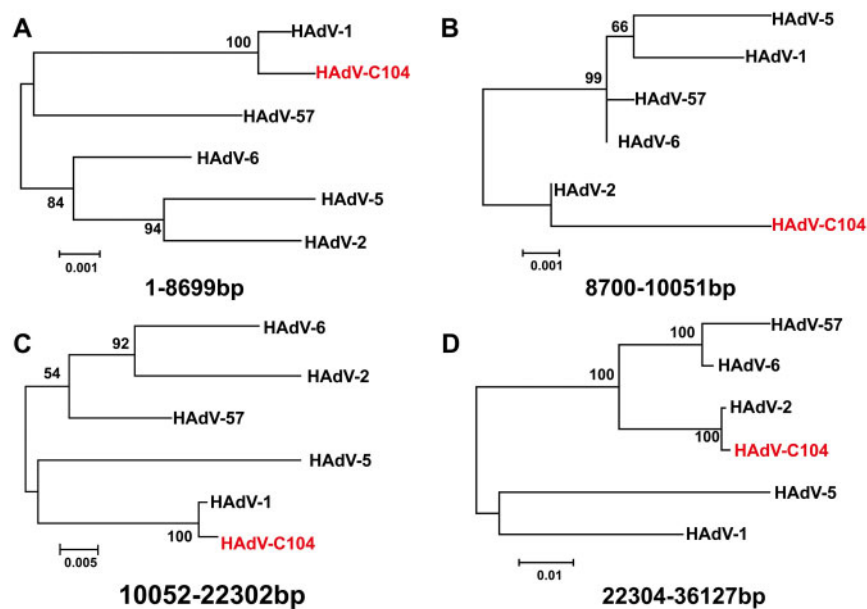 A
HAdV-1
100
HAdV-C104
HAdV-57
HAdV-6
84
HAdV-5
94
HAdV-2
0.001
1-8699bp
B
HAdV-5
66
HAdV-1
99
HAdV-57
HAdV-6
HAdV-2
HAdV-C104
0.001
8700-10051bp
C
HAdV-6
92
HAdV-2
54
HAdV-57
HAdV-5
HAdV-1
100
HAdV-C104
0.005
10052-22302bp
D
HAdV-57
100
HAdV-6
100
HAdV-2
100
HAdV-C104
HAdV-5
HAdV-1
0.01
22304-36127bp